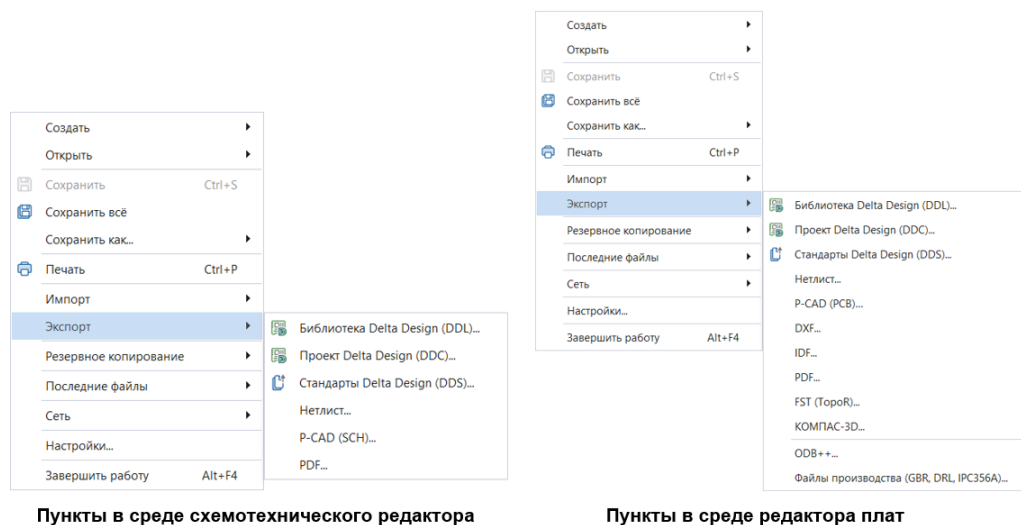 Создать
Открыть
Сохранить Ctrl+S
Сохранить всё
Сохранить как...
Печать Ctrl+P
Импорт
Экспорт
Резервное копирование
Последние файлы
Сеть
Настройки...
Завершить работу Alt+F4
Библиотека Delta Design (DDL)...
Проект Delta Design (DDC)...
Стандарты Delta Design (DDS)...
Нетлист...
P-CAD (SCH)...
PDF...
Пункты в среде схемотехнического редактора
Создать
Открыть
Сохранить Ctrl+S
Сохранить всё
Сохранить как...
Печать Ctrl+P
Импорт
Экспорт
Резервное копирование
Последние файлы
Сеть
Настройки...
Завершить работу Alt+F4
Библиотека Delta Design (DDL)...
Проект Delta Design (DDC)...
Стандарты Delta Design (DDS)...
Нетлист...
P-CAD (PCB)...
DXF...
IDF...
PDF...
FST (TopoR)...
КОМПАС-3D...
ODB++...
Файлы производства (GBR, DRL, IPC356A)...
Пункты в среде редактора плат